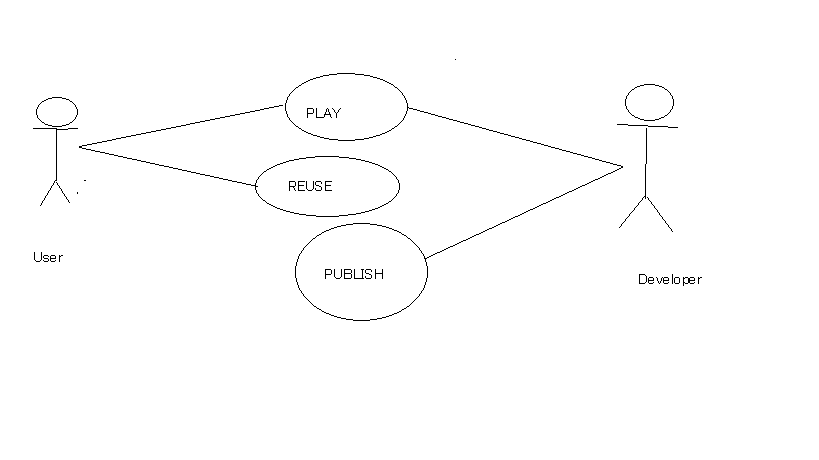 PLAY
REUSE
User
PUBLISH
Developer